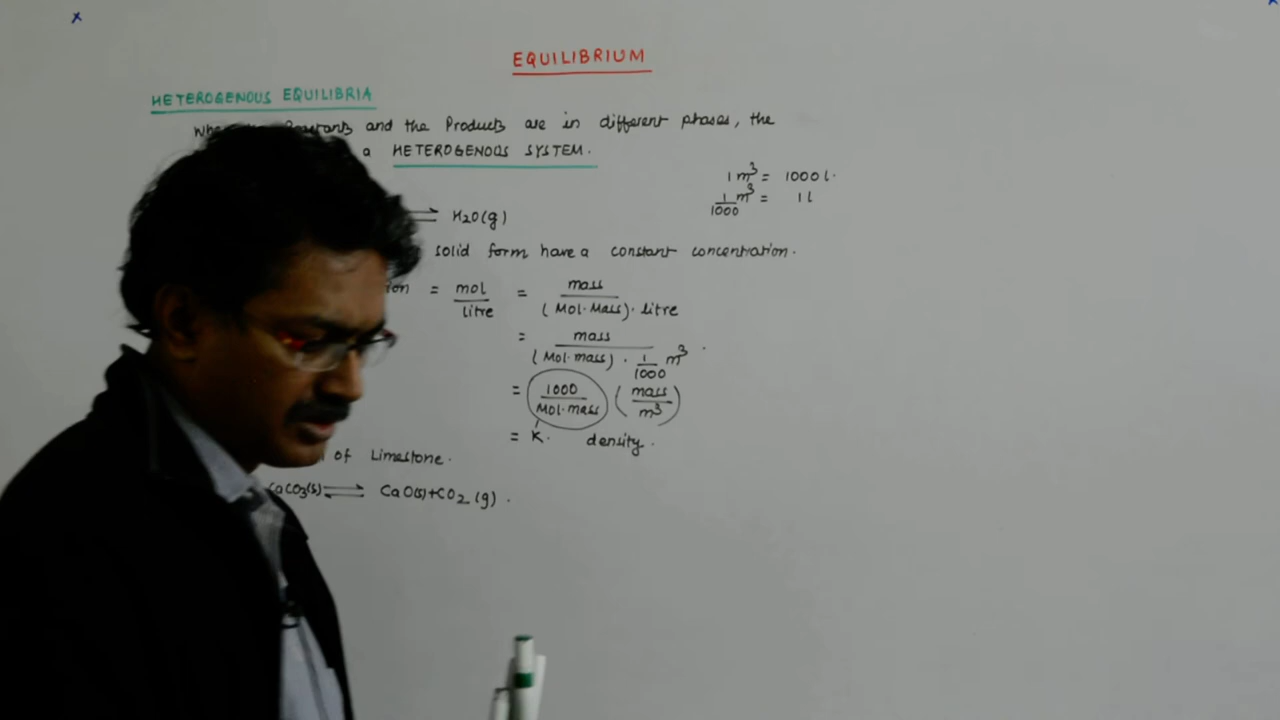 EQUILIBRIUM
HETEROGENOUS EQUILIBRIA
and the Products are in different phases, the
a HETEROGENOUS SYSTEM.
1 m³ = 1000 l.
1/1000 m³ = 1 l
⇌ H2O(g)
solid form have a constant concentration.
= mol/litre = mass/(Mol. Mass). litre
= mass/(Mol. mass) . 1/1000 m³
= 1000/Mol. mass (mass/m³)
= K. density.
of Limestone.
CaCO3(s) ⇌ CaO(s)+CO2 (g).